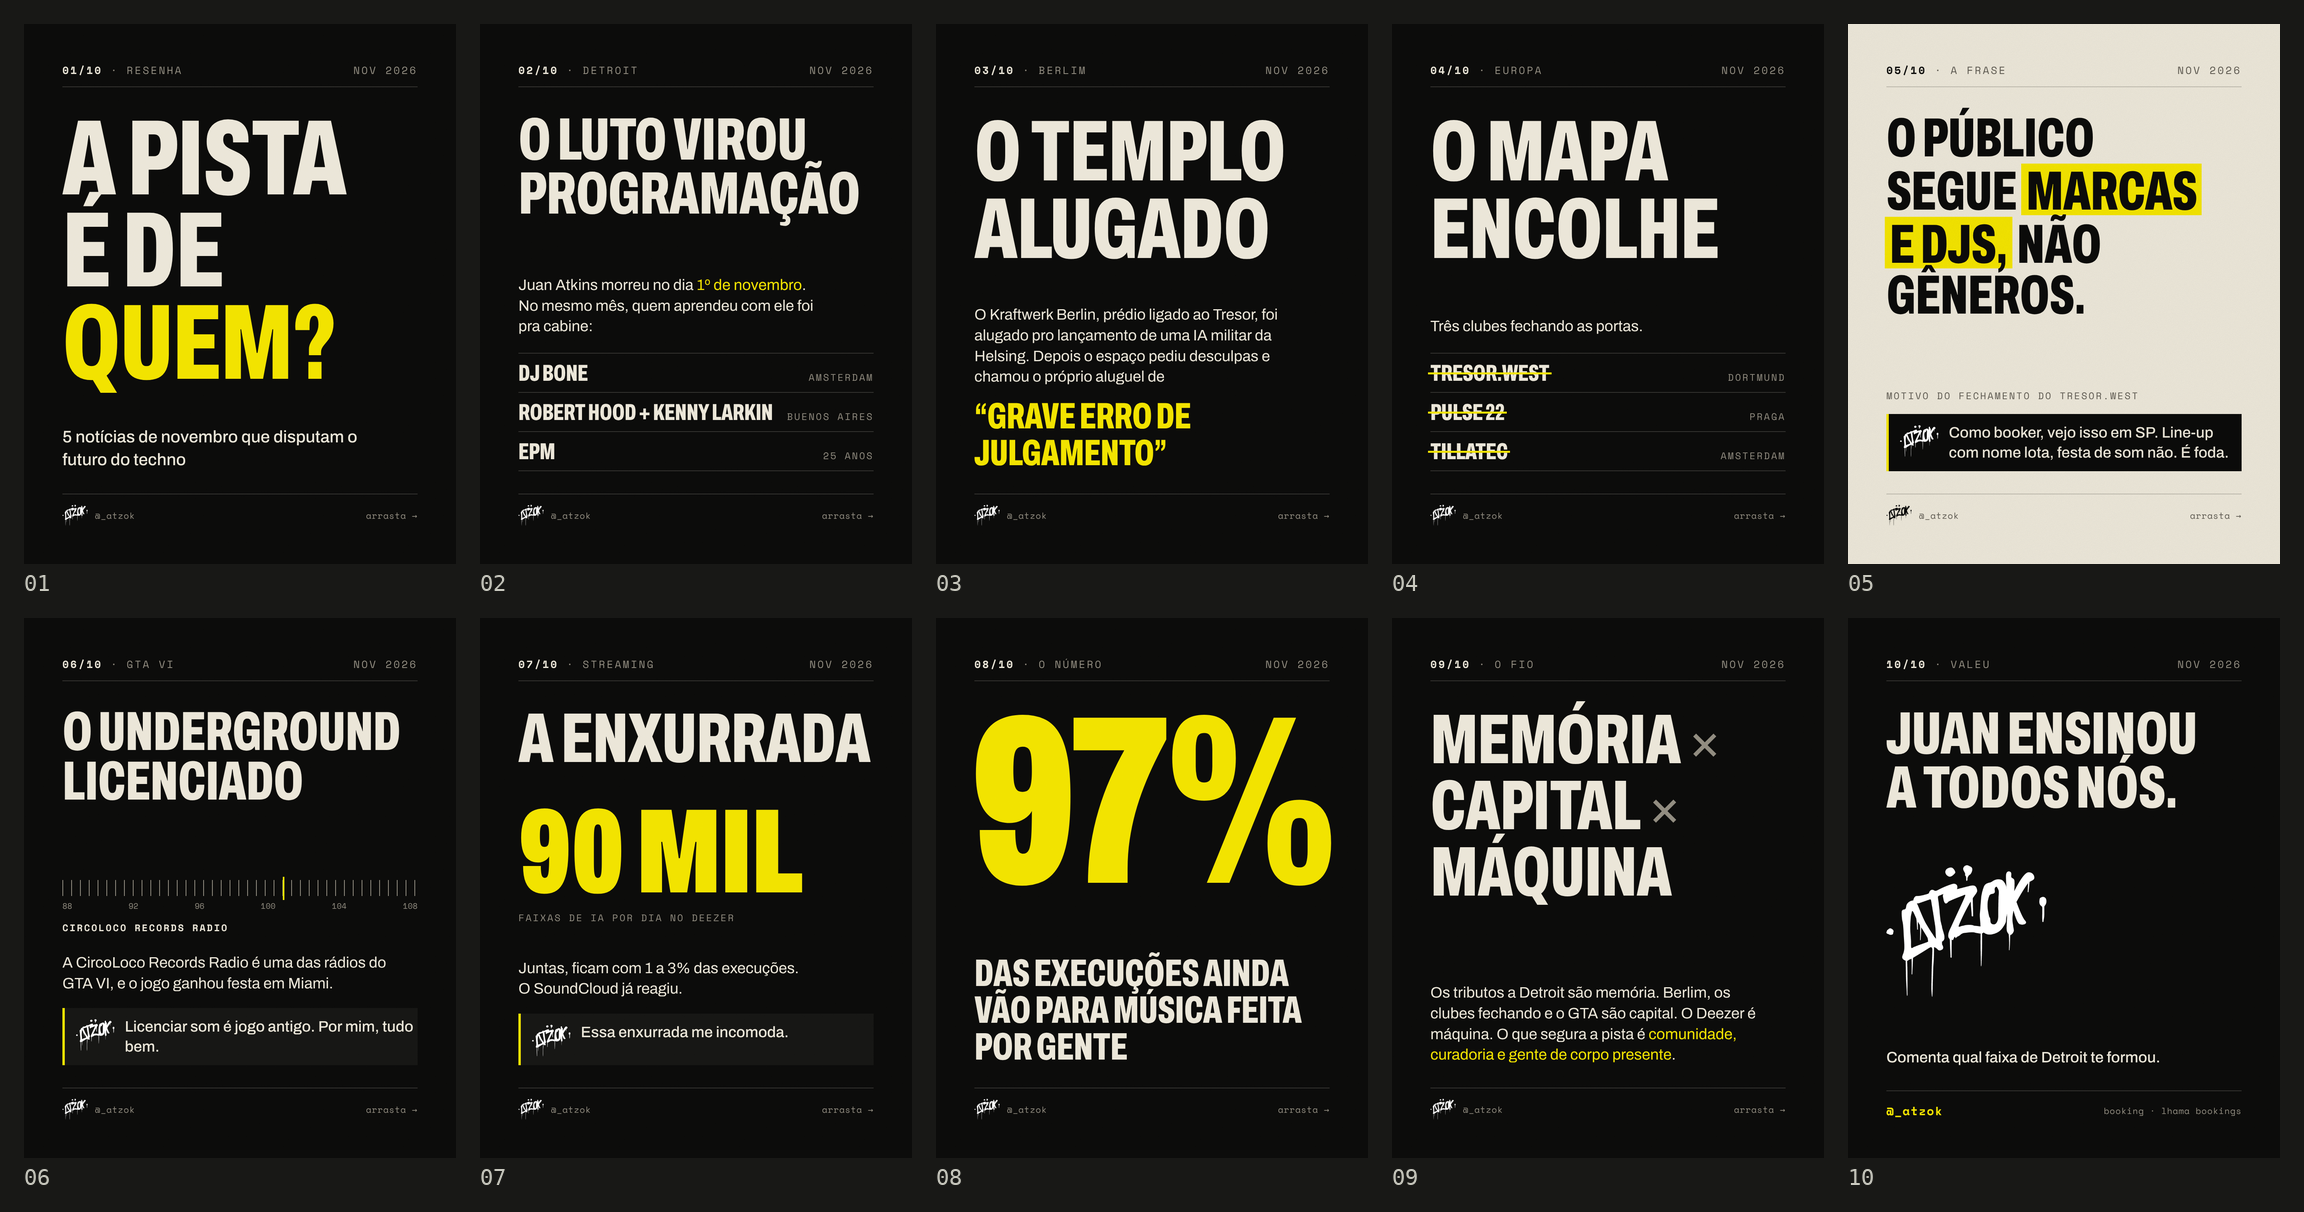 01/10 · RESENHA NOV 2026
A PISTA
É DE
QUEM?
5 notícias de novembro que disputam o
futuro do techno
ATZOK @_atzok arrasta →
01
02/10 · DETROIT NOV 2026
O LUTO VIROU
PROGRAMAÇÃO
Juan Atkins morreu no dia 1º de novembro.
No mesmo mês, quem aprendeu com ele foi
pra cabine:
DJ BONE AMSTERDAM
ROBERT HOOD + KENNY LARKIN BUENOS AIRES
EPM 25 ANOS
ATZOK @_atzok arrasta →
02
03/10 · BERLIM NOV 2026
O TEMPLO
ALUGADO
O Kraftwerk Berlin, prédio ligado ao Tresor, foi
alugado pro lançamento de uma IA militar da
Helsing. Depois o espaço pediu desculpas e
chamou o próprio aluguel de
“GRAVE ERRO DE
JULGAMENTO”
ATZOK @_atzok arrasta →
03
04/10 · EUROPA NOV 2026
O MAPA
ENCOLHE
Três clubes fechando as portas.
TRESOR.WEST DORTMUND
PULSE 22 PRAGA
TILLATEC AMSTERDAM
ATZOK @_atzok arrasta →
04
05/10 · A FRASE NOV 2026
O PÚBLICO
SEGUE MARCAS
E DJS, NÃO
GÊNEROS.
MOTIVO DO FECHAMENTO DO TRESOR.WEST
ATZOK Como booker, vejo isso em SP. Line-up
com nome lota, festa de som não. É foda.
ATZOK @_atzok arrasta →
05
06/10 · GTA VI NOV 2026
O UNDERGROUND
LICENCIADO
88 92 96 100 104 108
CIRCOLOCO RECORDS RADIO
A CircoLoco Records Radio é uma das rádios do
GTA VI, e o jogo ganhou festa em Miami.
ATZOK Licenciar som é jogo antigo. Por mim, tudo
bem.
ATZOK @_atzok arrasta →
06
07/10 · STREAMING NOV 2026
A ENXURRADA
90 MIL
FAIXAS DE IA POR DIA NO DEEZER
Juntas, ficam com 1 a 3% das execuções.
O SoundCloud já reagiu.
ATZOK Essa enxurrada me incomoda.
ATZOK @_atzok arrasta →
07
08/10 · O NÚMERO NOV 2026
97%
DAS EXECUÇÕES AINDA
VÃO PARA MÚSICA FEITA
POR GENTE
ATZOK @_atzok arrasta →
08
09/10 · O FIO NOV 2026
MEMÓRIA ×
CAPITAL ×
MÁQUINA
Os tributos a Detroit são memória. Berlim, os
clubes fechando e o GTA são capital. O Deezer é
máquina. O que segura a pista é comunidade,
curadoria e gente de corpo presente.
ATZOK @_atzok arrasta →
09
10/10 · VALEU NOV 2026
JUAN ENSINOU
A TODOS NÓS.
ATZOK
Comenta qual faixa de Detroit te formou.
@_atzok booking · lhama bookings
10